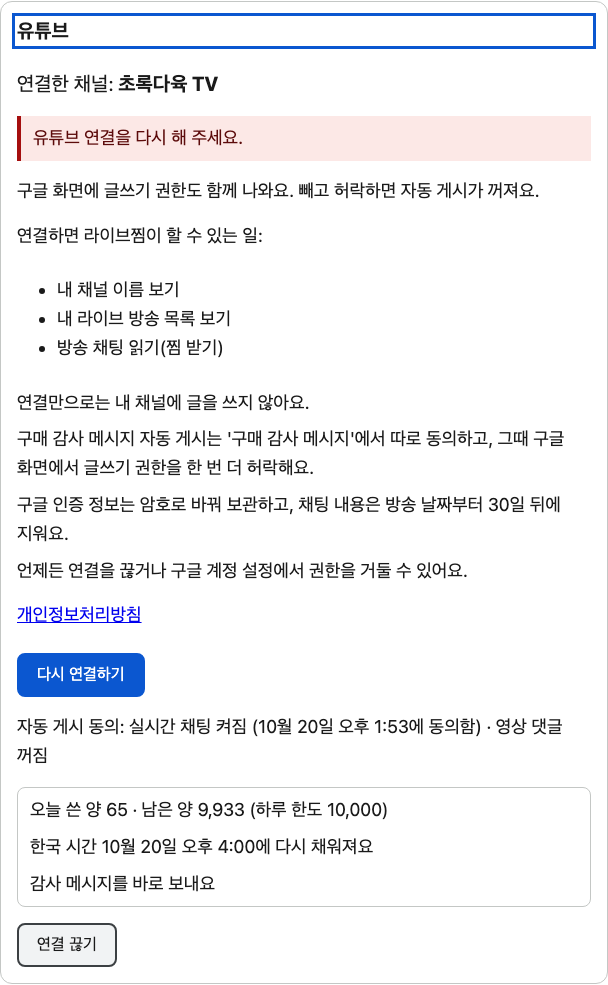 유튜브
연결한 채널: 초록다육 TV
유튜브 연결을 다시 해 주세요.
구글 화면에 글쓰기 권한도 함께 나와요. 빼고 허락하면 자동 게시가 꺼져요.
연결하면 라이브찜이 할 수 있는 일:
• 내 채널 이름 보기
• 내 라이브 방송 목록 보기
• 방송 채팅 읽기(찜 받기)
연결만으로는 내 채널에 글을 쓰지 않아요.
구매 감사 메시지 자동 게시는 '구매 감사 메시지'에서 따로 동의하고, 그때 구글
화면에서 글쓰기 권한을 한 번 더 허락해요.
구글 인증 정보는 암호로 바꿔 보관하고, 채팅 내용은 방송 날짜부터 30일 뒤에
지워요.
언제든 연결을 끊거나 구글 계정 설정에서 권한을 거둘 수 있어요.
개인정보처리방침
다시 연결하기
자동 게시 동의: 실시간 채팅 켜짐 (10월 20일 오후 1:53에 동의함) · 영상 댓글
꺼짐
오늘 쓴 양 65 · 남은 양 9,933 (하루 한도 10,000)
한국 시간 10월 20일 오후 4:00에 다시 채워져요
감사 메시지를 바로 보내요
연결 끊기